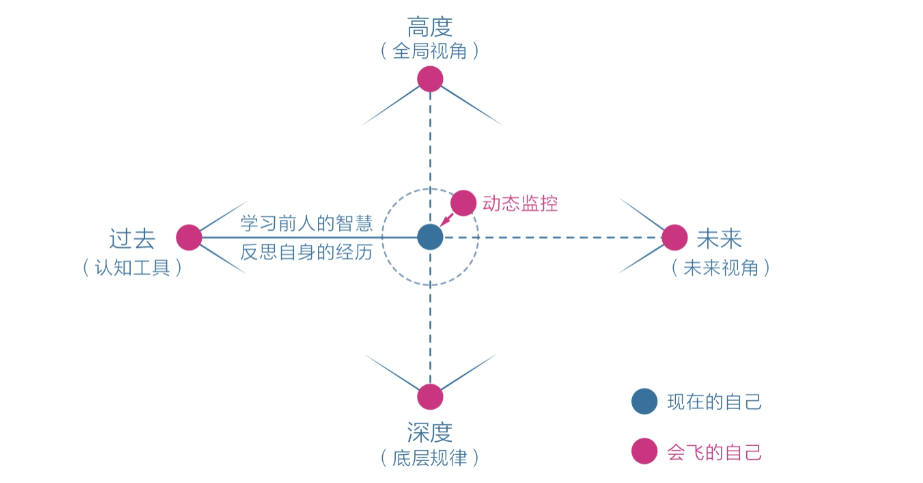 高度
（全局视角）
动态监控
学习前人的智慧
过去
未来
反思自身的经历
（认知工具）
（未来视角）
现在的自己
深度
（底层规律）
会飞的自己